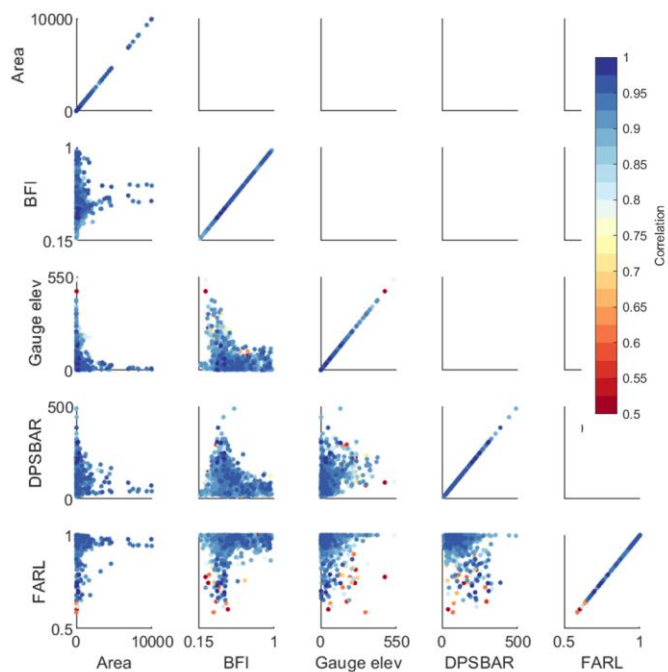 10000
Area
0
1
BFI
0.15
550
Gauge elev
0
500
DPSBAR
0
1
FARL
0.5
0 10000
Area
0.15 1
BFI
0 550
Gauge elev
0 500
DPSBAR
0.5 1
FARL
1
0.95
0.9
0.85
0.8
0.75
0.7
0.65
0.6
0.55
0.5
Correlation